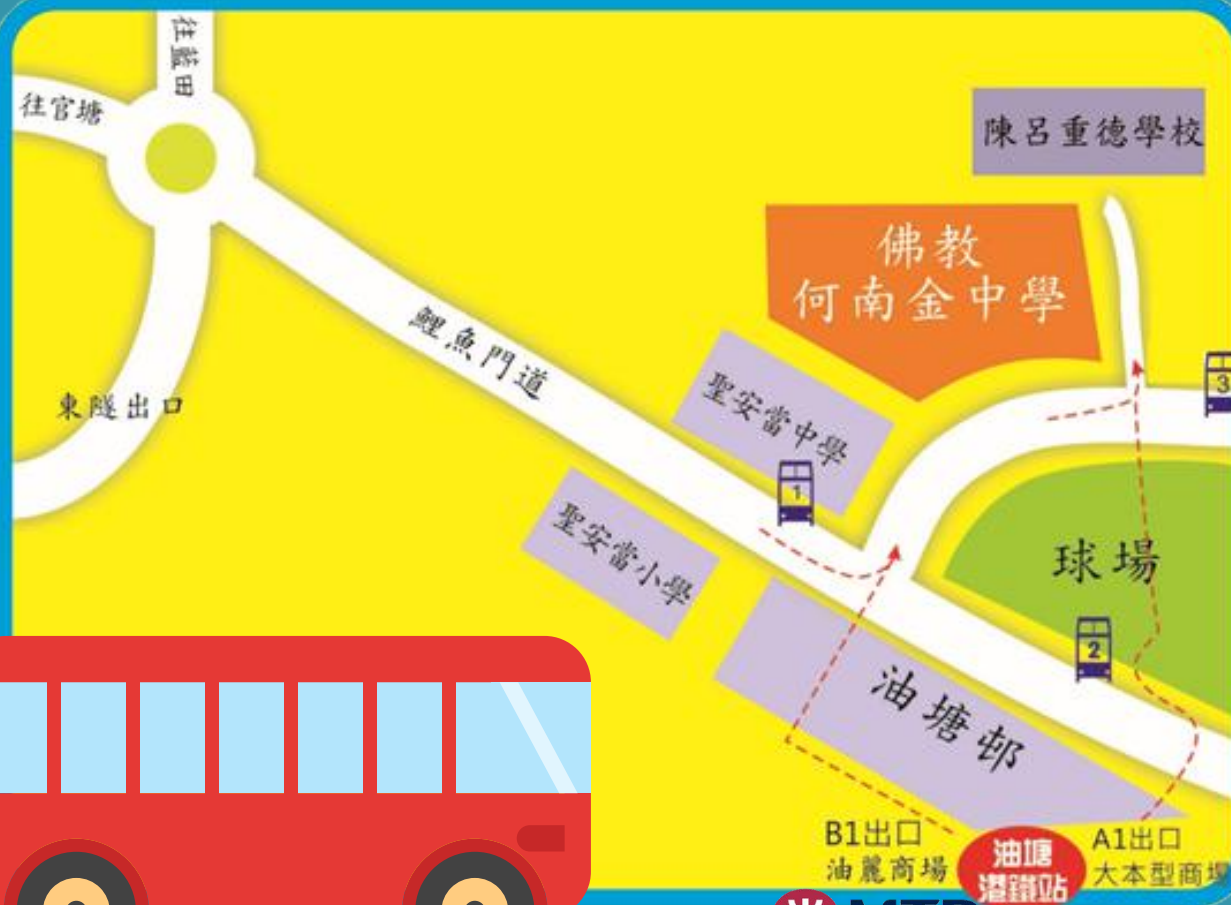 往藍田
往官塘
陳呂重德學校
佛教
何南金中學
鯉魚門道
3
聖安當中學
東隧出口
1
聖安當小學
球場
2
油塘邨
B1出口
油麗商場
油塘
港鐵站
A1出口
大本型商場
MTR